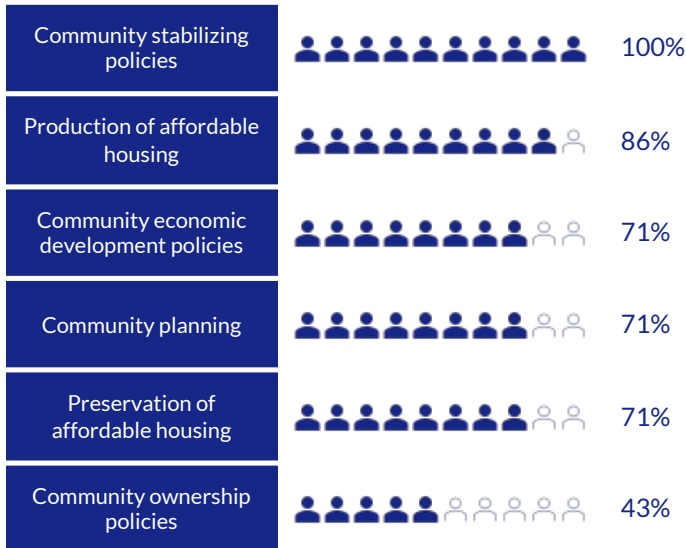 Community stabilizing
policies
100%
Production of affordable
housing
86%
Community economic
development policies
71%
Community planning
71%
Preservation of
affordable housing
71%
Community ownership
policies
43%